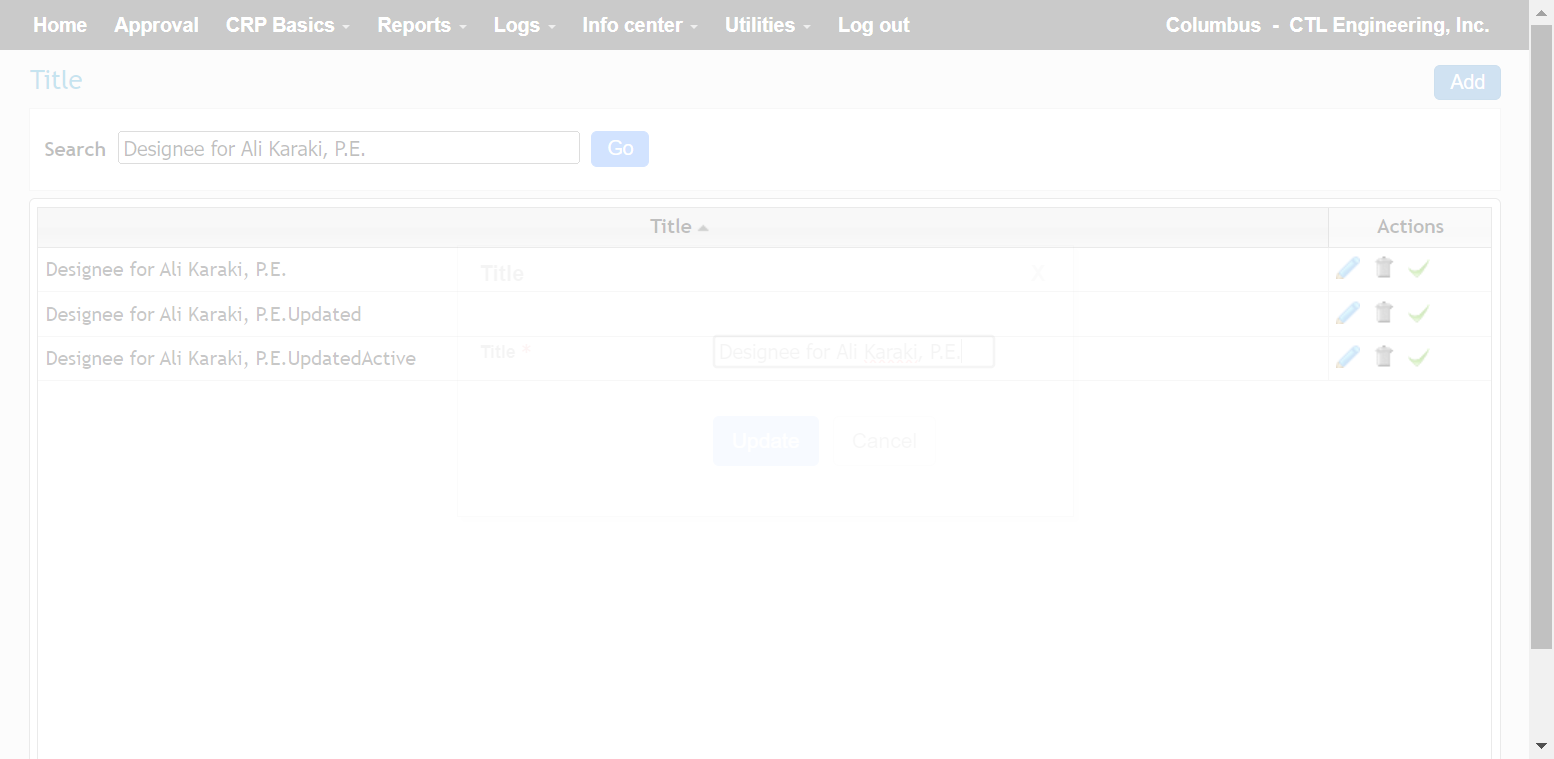 Home Approval CRP Basics Reports Logs Info center Utilities Log out Columbus - CTL Engineering, Inc.
Title
Add
Search Designee for Ali Karaki, P.E. Go
Title Actions
Designee for Ali Karaki, P.E.
Title X
Designee for Ali Karaki, P.E.Updated
Designee for Ali Karaki, P.E.UpdatedActive
Title * Designee for Ali Karaki, P.E.
Update Cancel